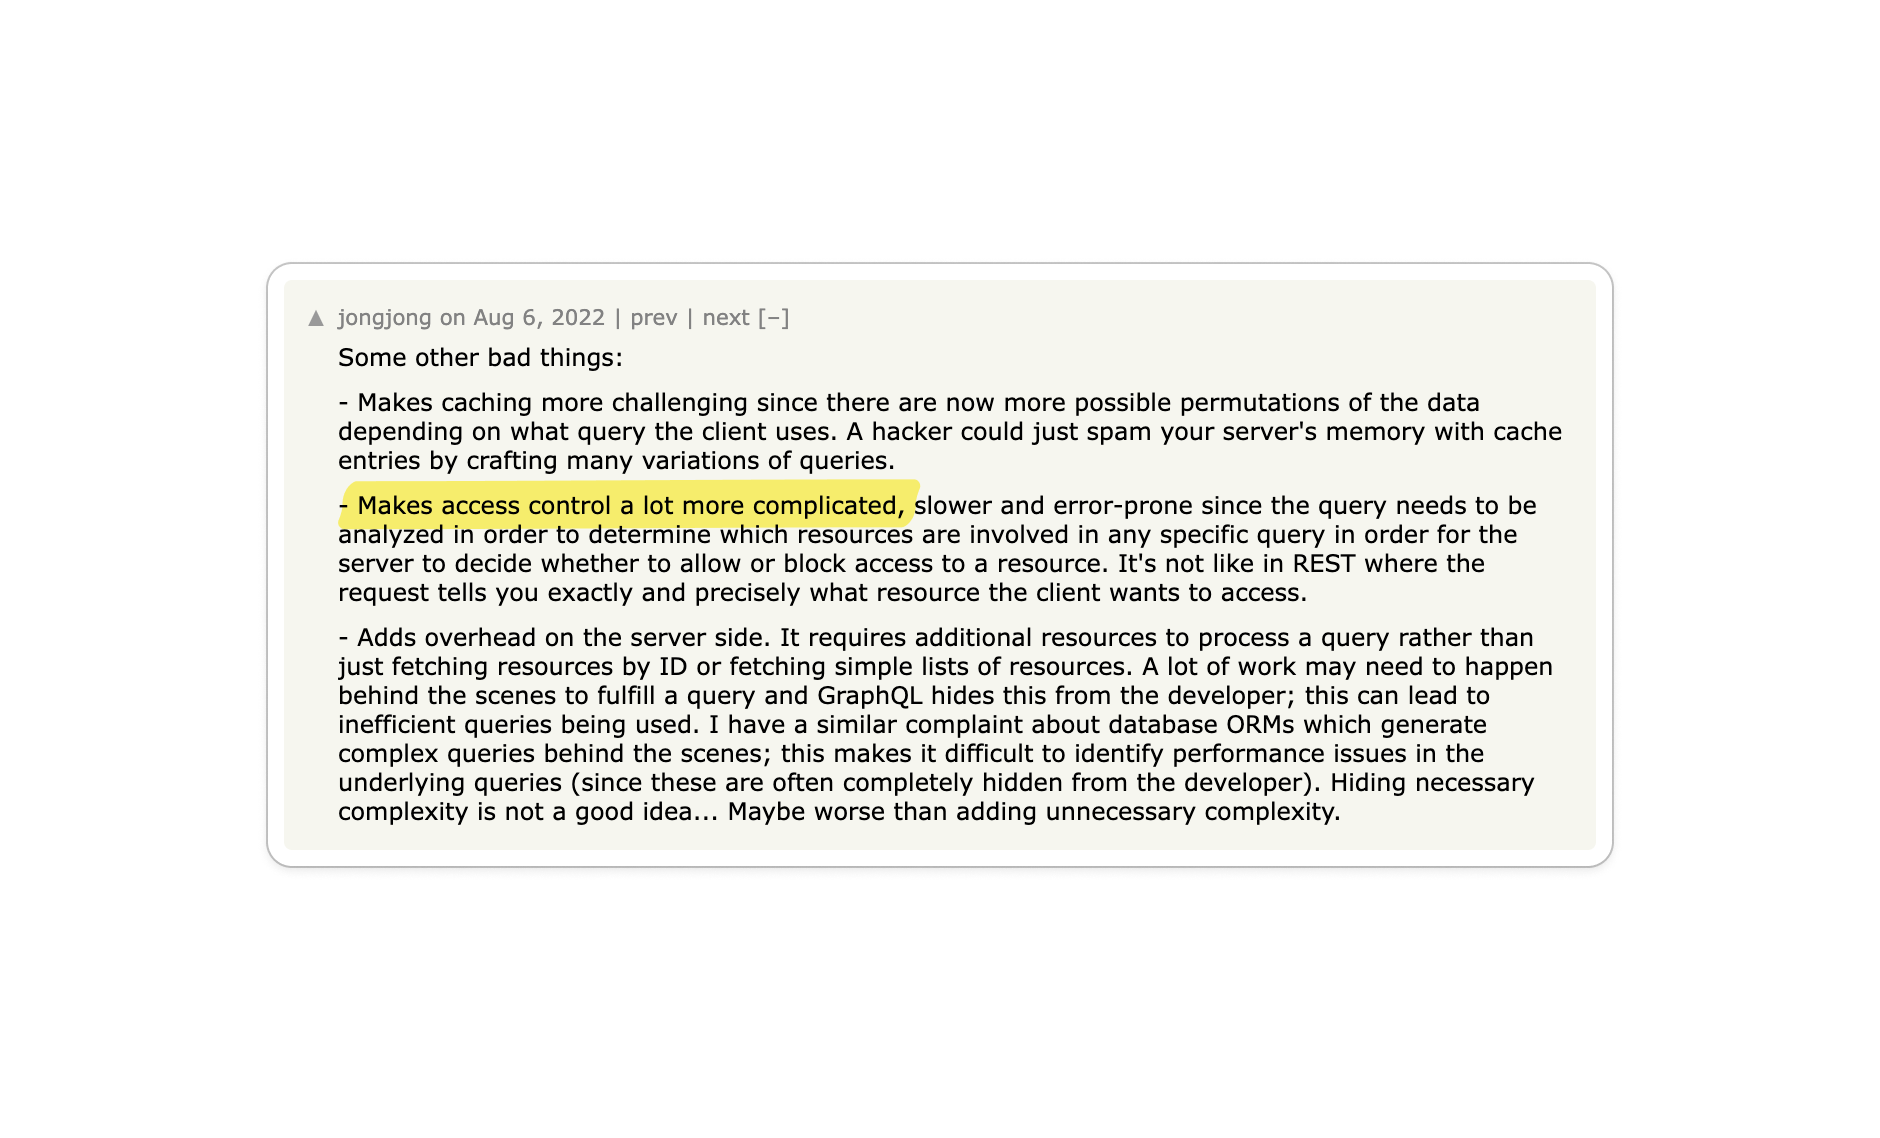 ▲ jongjong on Aug 6, 2022 | prev | next [–]
Some other bad things:
- Makes caching more challenging since there are now more possible permutations of the data
depending on what query the client uses. A hacker could just spam your server's memory with cache
entries by crafting many variations of queries.
- Makes access control a lot more complicated, slower and error-prone since the query needs to be
analyzed in order to determine which resources are involved in any specific query in order for the
server to decide whether to allow or block access to a resource. It's not like in REST where the
request tells you exactly and precisely what resource the client wants to access.
- Adds overhead on the server side. It requires additional resources to process a query rather than
just fetching resources by ID or fetching simple lists of resources. A lot of work may need to happen
behind the scenes to fulfill a query and GraphQL hides this from the developer; this can lead to
inefficient queries being used. I have a similar complaint about database ORMs which generate
complex queries behind the scenes; this makes it difficult to identify performance issues in the
underlying queries (since these are often completely hidden from the developer). Hiding necessary
complexity is not a good idea... Maybe worse than adding unnecessary complexity.